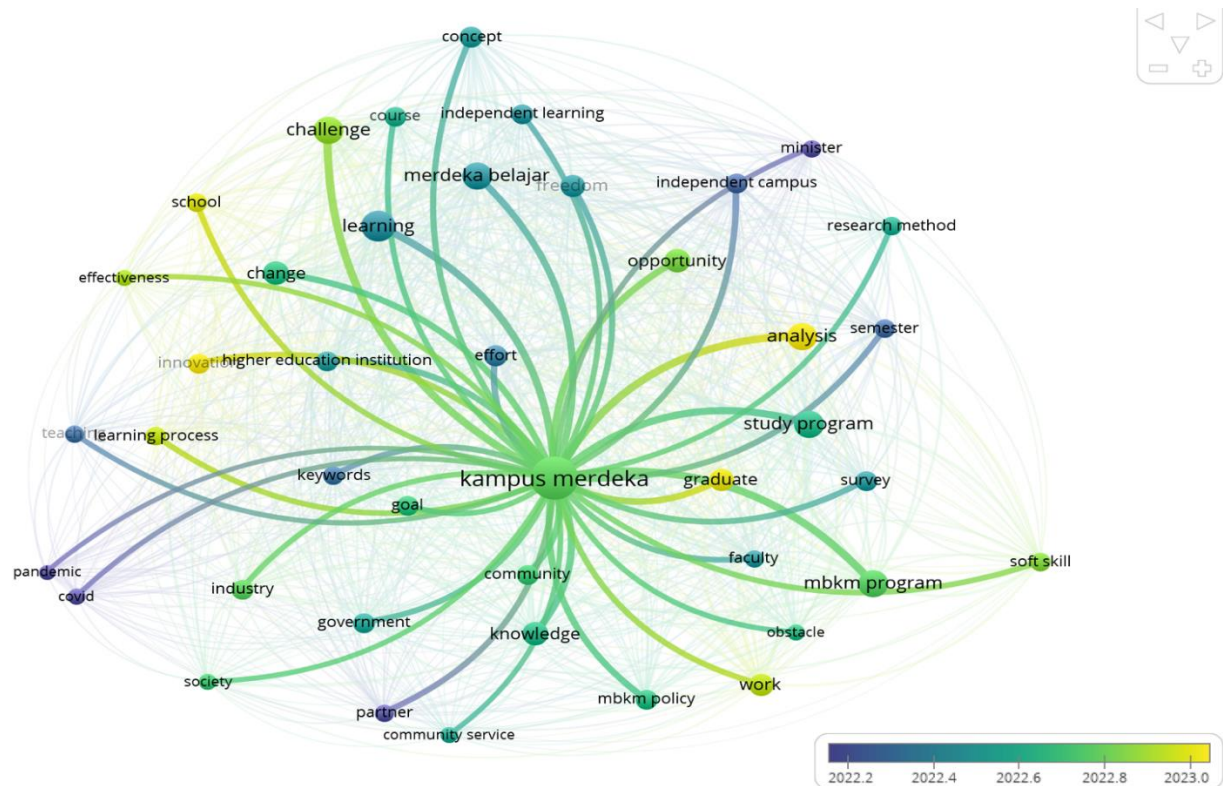 concept
course
independent learning
challenge
minister
merdeka belajar
freedom
independent campus
school
learning
research method
opportunity
effectiveness
change
analysis
semester
innovation
higher education institution
effort
teaching
learning process
study program
keywords
kampus merdeka
graduate
survey
goal
pandemic
covid
industry
community
faculty
mbkm program
soft skill
government
knowledge
obstacle
society
partner
community service
mbkm policy
work
2022.2 2022.4 2022.6 2022.8 2023.0